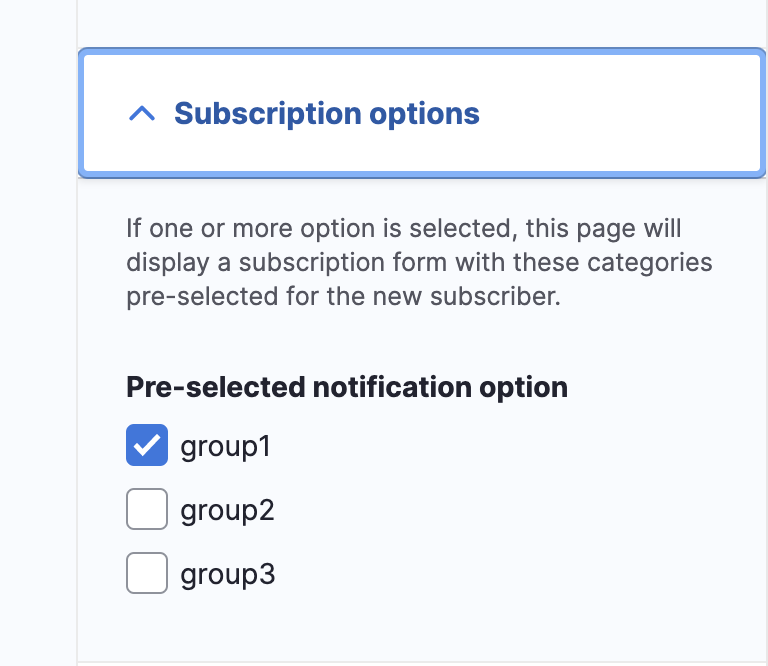 Subscription options
If one or more option is selected, this page will
display a subscription form with these categories
pre-selected for the new subscriber.
Pre-selected notification option
group1
group2
group3